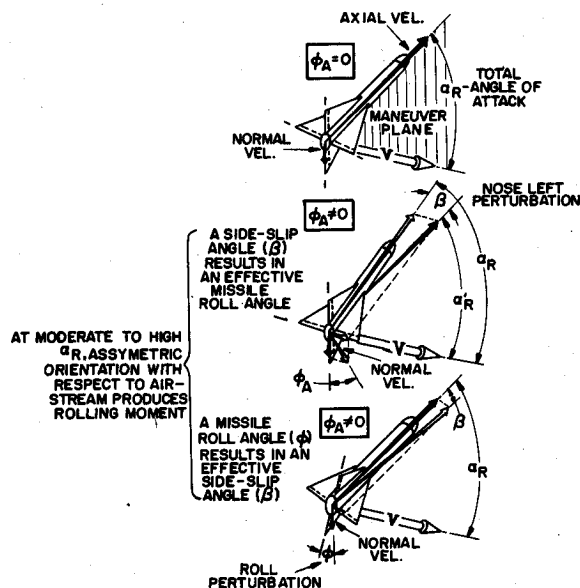 AXIAL VEL.
ϕA=0
TOTAL
αR-ANGLE OF
ATTACK
MANEUVER
PLANE
NORMAL
VEL.
V
NOSE LEFT
PERTURBATION
β
ϕA≠0
A SIDE-SLIP
ANGLE (β)
RESULTS IN
AN EFFECTIVE
MISSILE
ROLL ANGLE
αR
α'R
V
NORMAL
VEL.
ϕA
AT MODERATE TO HIGH
αR, ASSYMETRIC
ORIENTATION WITH
RESPECT TO AIR-
STREAM PRODUCES
ROLLING MOMENT
ϕA≠0
A MISSILE
ROLL ANGLE (ϕ)
RESULTS IN AN
EFFECTIVE
SIDE-SLIP
ANGLE (β)
β
αR
V
NORMAL
VEL.
ϕ
ROLL
PERTURBATION